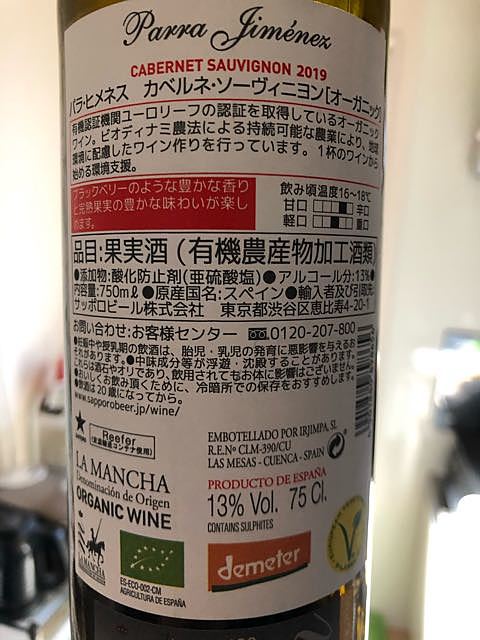 Parra Jiménez
CABERNET SAUVIGNON 2019
パラ・ヒメネス カベルネ・ソーヴィニヨン[オーガニック]
有機認証機関ユーロリーフの認証を取得しているオーガニック
ワイン。ビオディナミ農法による持続可能な農業により、地球
環境に配慮したワイン作りを行っています。1杯のワインから
始める環境支援。
ブラックベリーのような豊かな香り
と完熟果実の豊かな味わいが楽し
めます。
飲み頃温度16~18℃
甘口 辛口
軽口 重口
品目:果実酒(有機農産物加工酒類)
●添加物:酸化防止剤(亜硫酸塩)●アルコール分:13%●
内容量:750mℓ●原産国名:スペイン●輸入者及び引取先:
サッポロビール株式会社 東京都渋谷区恵比寿4-20-1
お問い合わせ:お客様センター 0120-207-800
●妊娠中や授乳期の飲酒は、胎児・乳児の発育に悪影響を与えるお
それがあります。●中味成分が浮遊・沈殿することがあります。
これは酒石やオリであり、飲用されてもお体に影響はございません。
●おいしくお飲み頂くために、冷暗所での保存をおすすめします。
●飲酒は20歳になってから。
www.sapporobeer.jp/wine/
Reefer
(定温輸送コンテナ使用)
LA MANCHA
Denominación de Origen
ORGANIC WINE
EMBOTELLADO POR IRJIMPA, SL
R.E.Nº CLM-390/CU
LAS MESAS - CUENCA - SPAIN
PRODUCTO DE ESPAÑA
13% Vol. 75 Cl.
CONTAINS SULPHITES
LA MANCHA
ES-ECO-002-CM
AGRICULTURA DE ESPAÑA
demeter
V